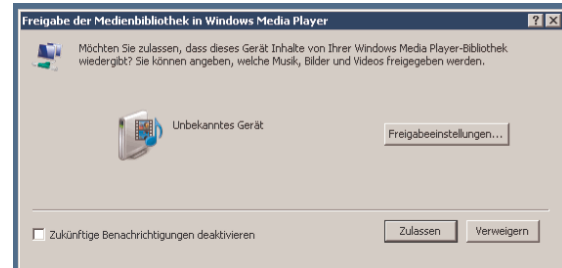 Freigabe der Medienbibliothek in Windows Media Player
Möchten Sie zulassen, dass dieses Gerät Inhalte von Ihrer Windows Media Player-Bibliothek
wiedergibt? Sie können angeben, welche Musik, Bilder und Videos freigegeben werden.
Unbekanntes Gerät
Freigabeeinstellungen...
Zukünftige Benachrichtigungen deaktivieren
Zulassen
Verweigern